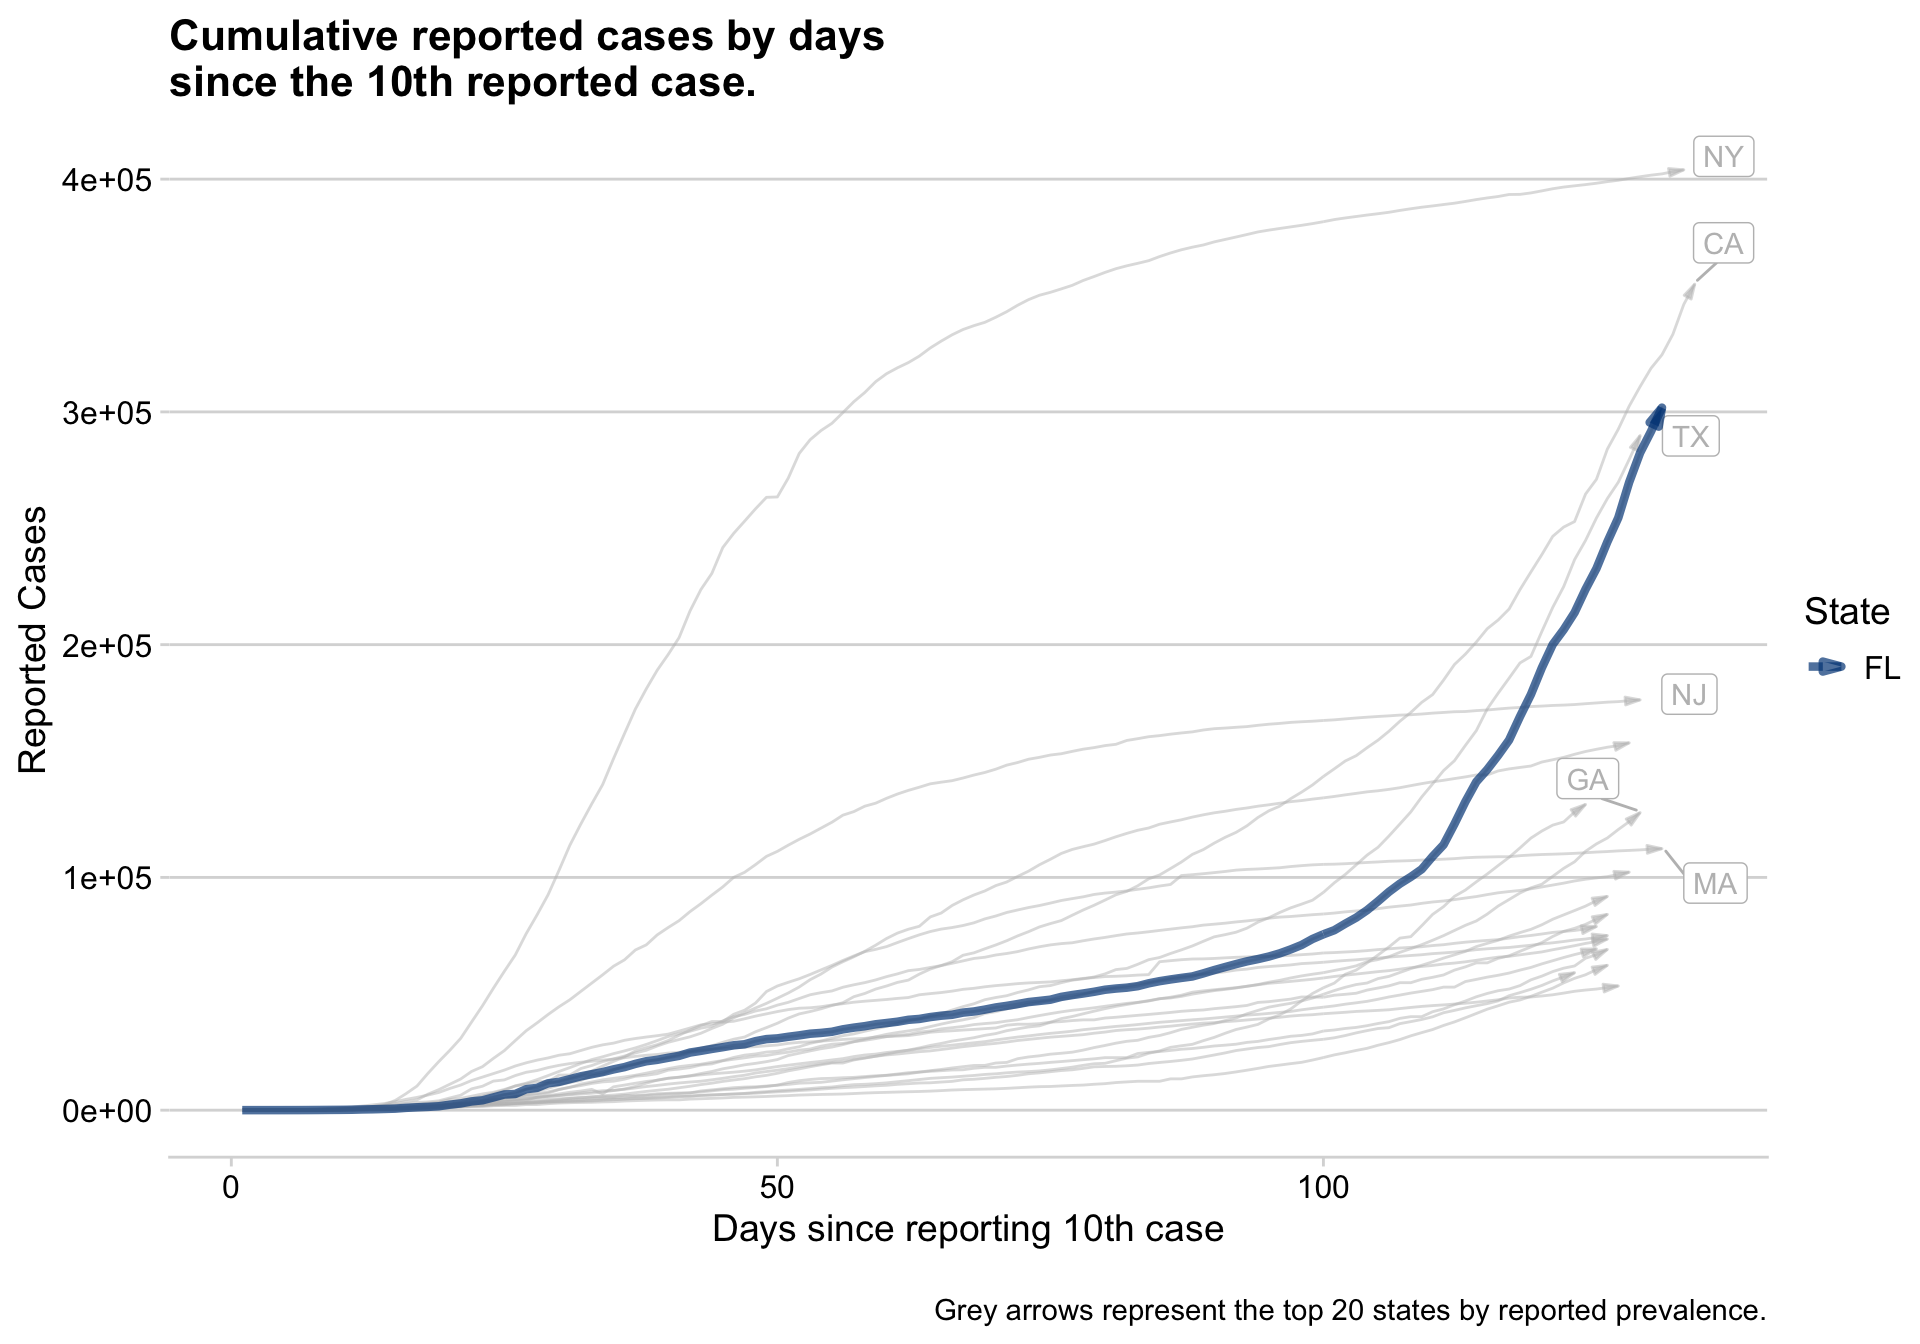 Cumulative reported cases by days
since the 10th reported case.
NY
4e+05
CA
3e+05
TX
Reported Cases
State
2e+05
FL
NJ
GA
1e+05
MA
0e+00
0 50 100
Days since reporting 10th case
Grey arrows represent the top 20 states by reported prevalence.